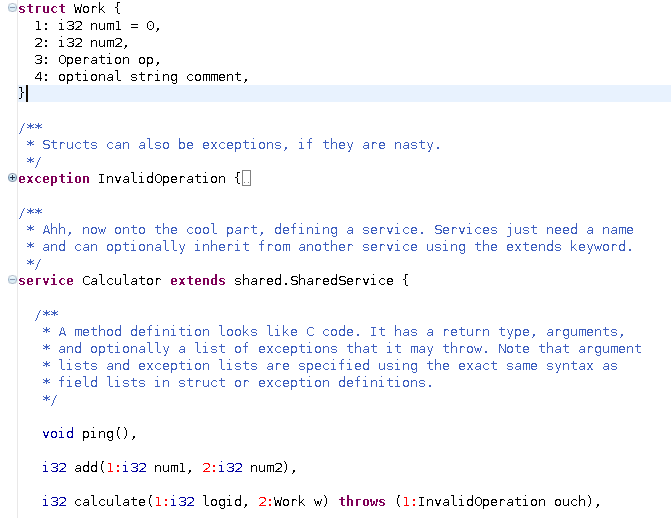 struct Work {
  1: i32 num1 = 0,
  2: i32 num2,
  3: Operation op,
  4: optional string comment,
}
/**
 * Structs can also be exceptions, if they are nasty.
 */
exception InvalidOperation {
/**
 * Ahh, now onto the cool part, defining a service. Services just need a name
 * and can optionally inherit from another service using the extends keyword.
 */
service Calculator extends shared.SharedService {
  /**
   * A method definition looks like C code. It has a return type, arguments,
   * and optionally a list of exceptions that it may throw. Note that argument
   * lists and exception lists are specified using the exact same syntax as
   * field lists in struct or exception definitions.
   */
   void ping(),
   i32 add(1:i32 num1, 2:i32 num2),
   i32 calculate(1:i32 logid, 2:Work w) throws (1:InvalidOperation ouch),